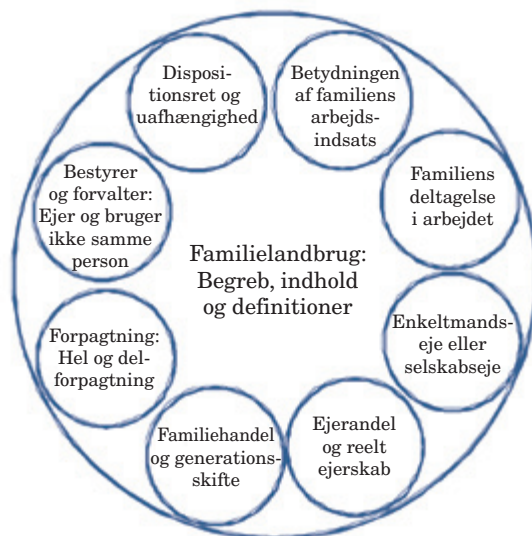 Disposi-
tionsret og
uafhængighed
Betydningen
af familiens
arbejds-
indsats
Familiens
deltagelse
i arbejdet
Enkeltmands-
eje eller
selskabseje
Ejerandel
og reelt
ejerskab
Familiehandel
og generations-
skifte
Forpagtning:
Hel og del-
forpagtning
Bestyrer
og forvalter:
Ejer og bruger
ikke samme
person
Familielandbrug:
Begreb, indhold
og definitioner